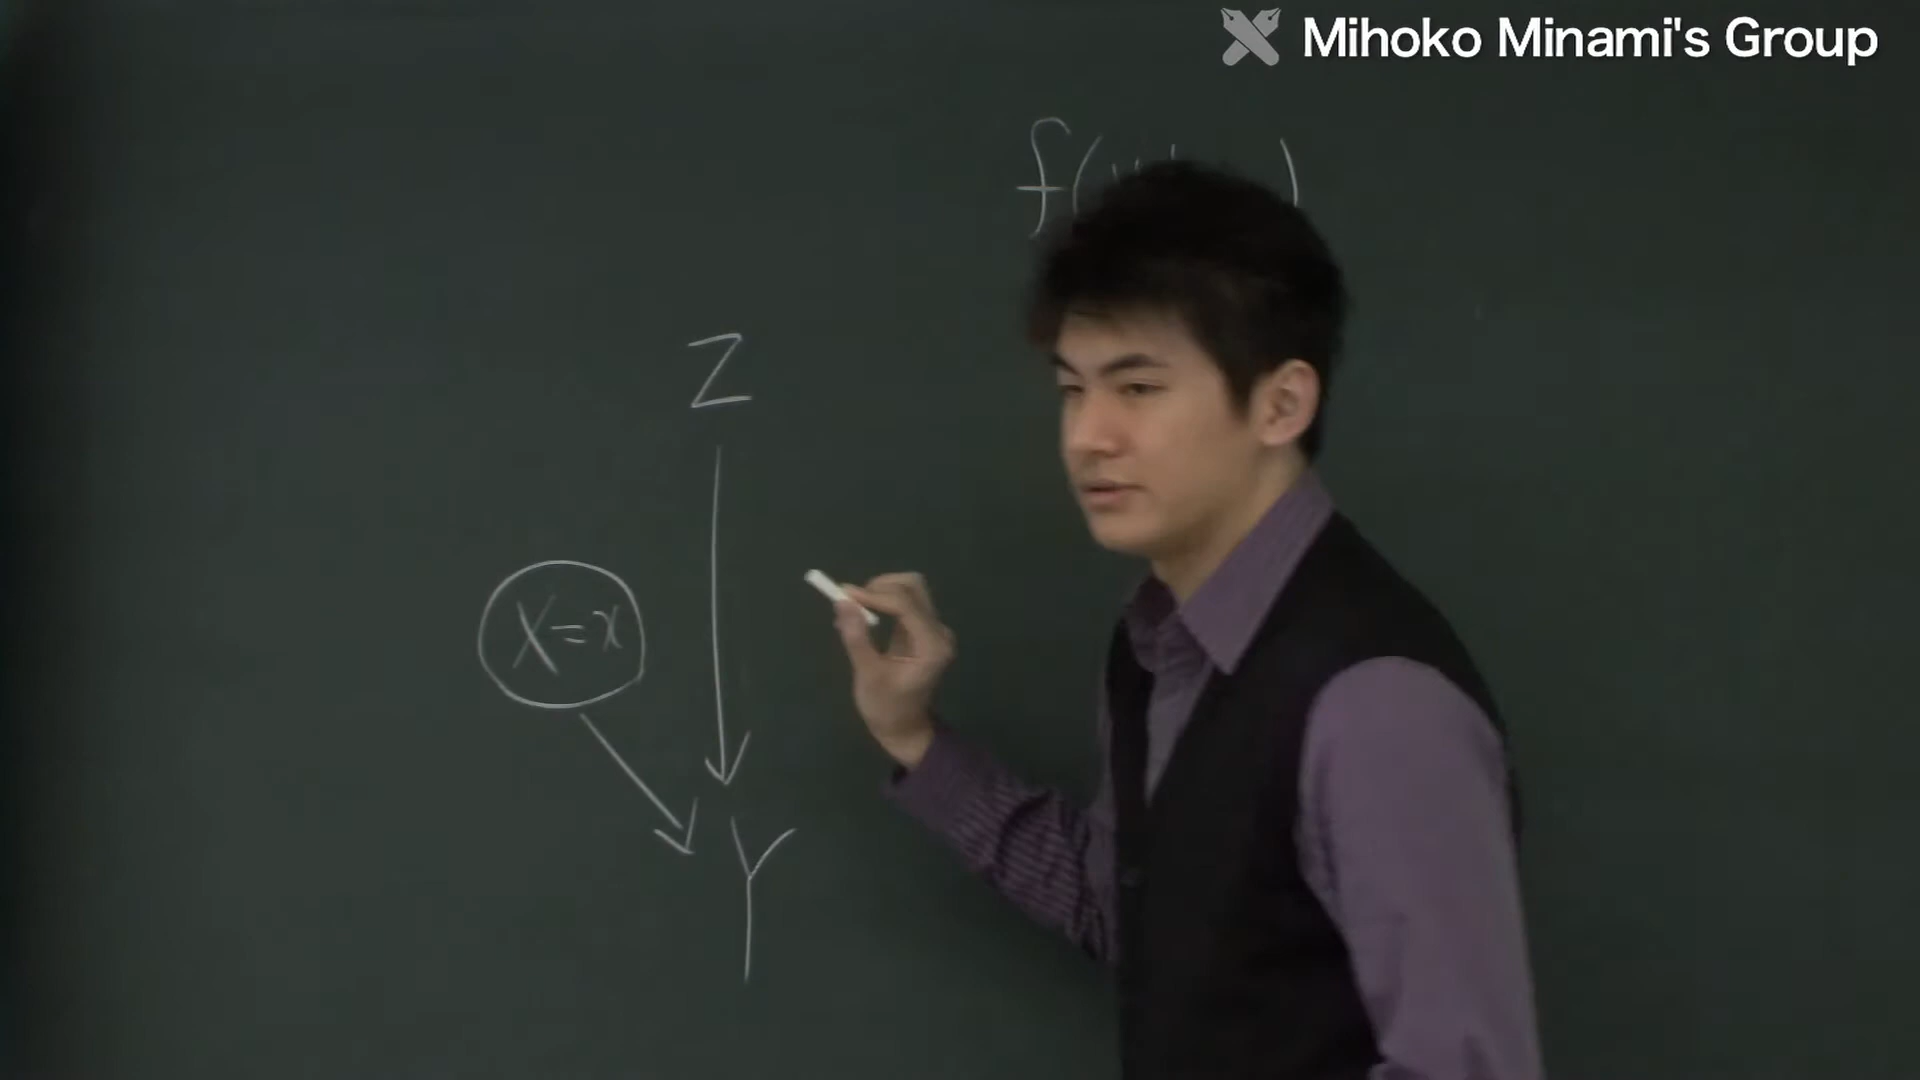 Mihoko Minami's Group
f( )
Z
X=x
Y